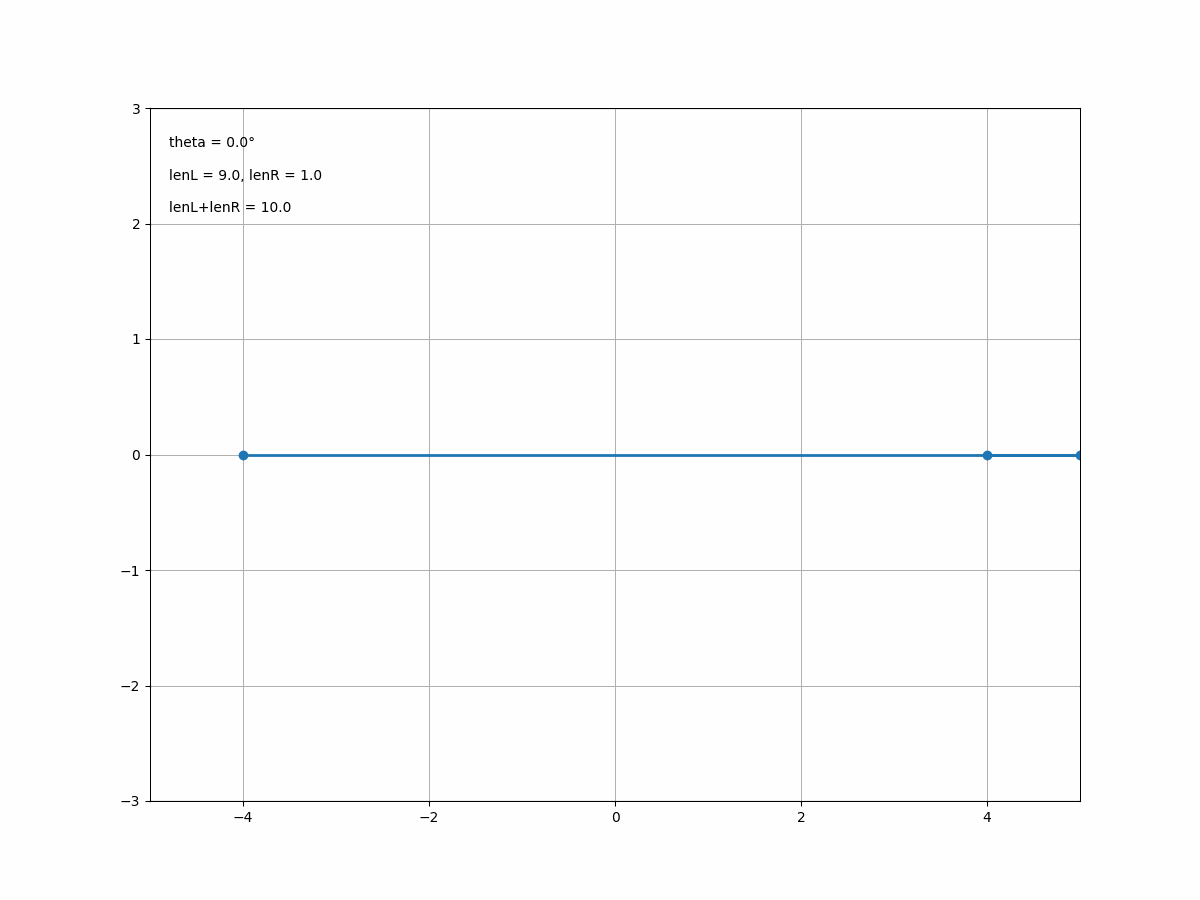 3
theta = 0.0°
lenL = 9.0, lenR = 1.0
lenL+lenR = 10.0
2
1
0
−1
−2
−3
−4 −2 0 2 4